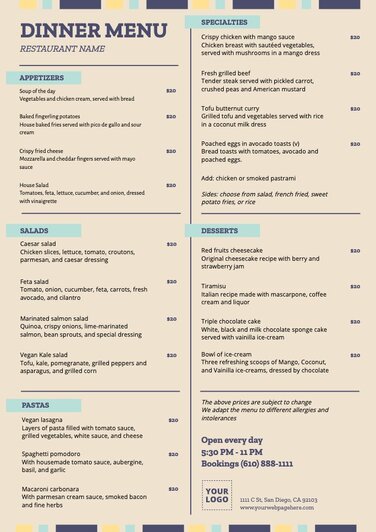 DINNER MENU
RESTAURANT NAME
APPETIZERS
Soup of the day $20
Vegetables and chicken cream, served with bread
Baked fingerling potatoes $20
House baked fries served with pico de gallo and sour
cream
Crispy fried cheese $20
Mozzarella and cheddar fingers served with mayo
sauce
House Salad $20
Tomatoes, feta, lettuce, cucumber, and onion, dressed
with vinaigrette
SALADS
Caesar salad $20
Chicken slices, lettuce, tomato, croutons,
parmesan, and caesar dressing
Feta salad $20
Tomato, onion, cucumber, feta, carrots, fresh
avocado, and cilantro
Marinated salmon salad $20
Quinoa, crispy onions, lime-marinated
salmon, bean sprouts, and special dressing
Vegan Kale salad $20
Tofu, kale, pomegranate, grilled peppers and
asparagus, and grilled corn
PASTAS
Vegan lasagna $20
Layers of pasta filled with tomato sauce,
grilled vegetables, white sauce, and cheese
Spaghetti pomodoro $20
With housemade tomato sauce, aubergine,
basil, and garlic
Macaroni carbonara $20
With parmesan cream sauce, smoked bacon
and fine herbs
SPECIALTIES
Crispy chicken with mango sauce $20
Chicken breast with sautéed vegetables,
served with mushrooms in a mango dress
Fresh grilled beef $20
Tender steak served with pickled carrot,
crushed peas and American mustard
Tofu butternut curry $20
Grilled tofu and vegetables served with rice
in a coconut milk dress
Poached eggs in avocado toasts (v) $20
Bread toasts with tomatoes, avocado and
poached eggs.
Add: chicken or smoked pastrami
Sides: choose from salad, french fried, sweet
potato fries, or rice
DESSERTS
Red fruits cheesecake $20
Original cheesecake recipe with berry and
strawberry jam
Tiramisu $20
Italian recipe made with mascarpone, coffee
cream and liquor
Triple chocolate cake $20
White, black and milk chocolate sponge cake
served with vainilla ice-cream
Bowl of ice-cream $20
Three refreshing scoops of Mango, Coconut,
and Vainilla ice-creams, dressed by chocolate
The above prices are subject to change
We adapt the menu to different allergies and
intolerances
Open every day
5:30 PM - 11 PM
Bookings (610) 888-1111
YOUR
LOGO
1111 C St, San Diego, CA 92103
www.yourwebpagehere.com